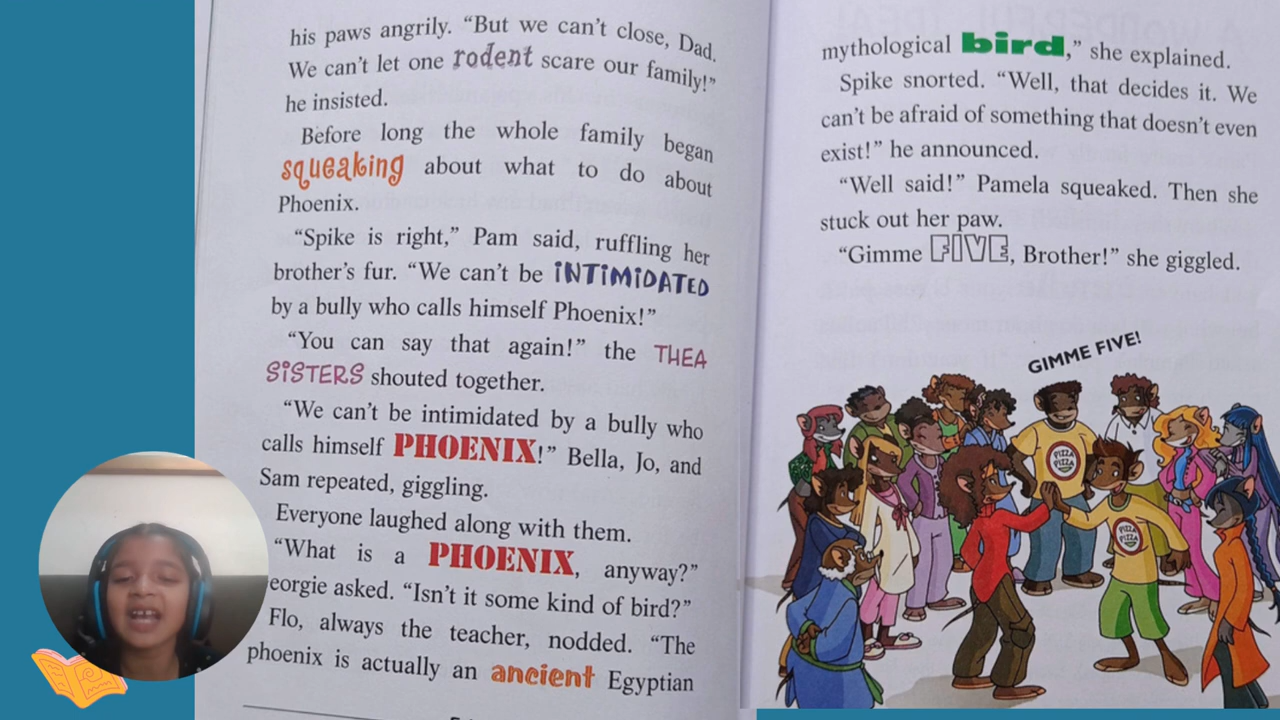 his paws angrily. “But we can’t close, Dad.
We can’t let one rodent scare our family!”
he insisted.
Before long the whole family began
squeaking about what to do about
Phoenix.
“Spike is right,” Pam said, ruffling her
brother’s fur. “We can’t be iNTiMiDATED
by a bully who calls himself Phoenix!”
“You can say that again!” the THEA
SiSTERS shouted together.
“We can’t be intimidated by a bully who
calls himself PHOENIX!” Bella, Jo, and
Sam repeated, giggling.
Everyone laughed along with them.
“What is a PHOENIX, anyway?”
eorgie asked. “Isn’t it some kind of bird?”
Flo, always the teacher, nodded. “The
phoenix is actually an ancient Egyptian
mythological bird,” she explained.
Spike snorted. “Well, that decides it. We
can’t be afraid of something that doesn’t even
exist!” he announced.
“Well said!” Pamela squeaked. Then she
stuck out her paw.
“Gimme FIVE, Brother!” she giggled.
GIMME FIVE!
PIZZA
PIZZA
PIZZA
PIZZA